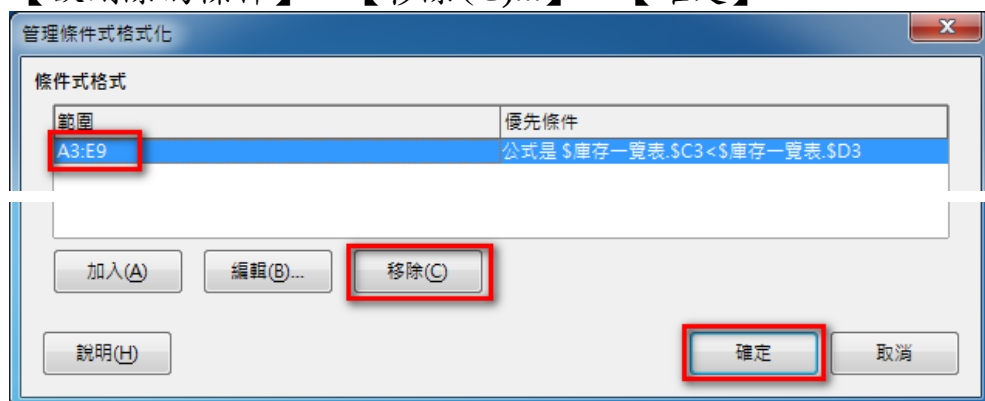 管理條件式格式化
條件式格式
範圍 優先條件
A3:E9 公式是 $庫存一覽表.$C3<$庫存一覽表.$D3
加入(A) 編輯(B)... 移除(C)
說明(H) 確定 取消